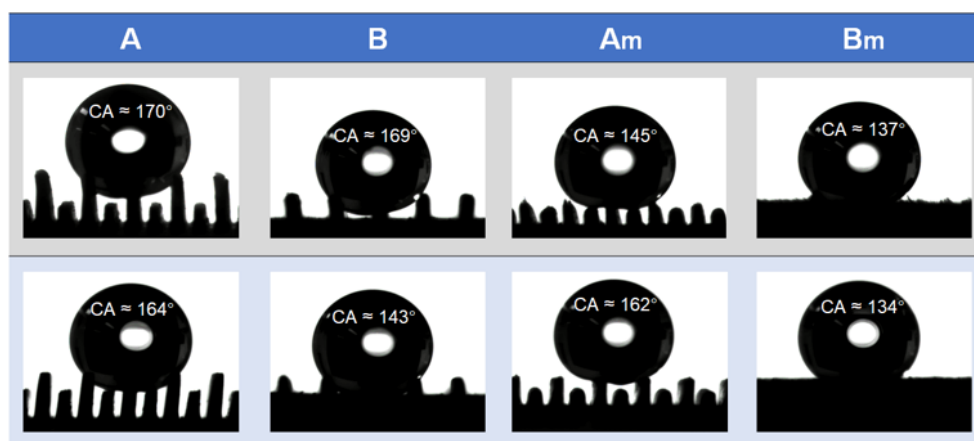 A
B
Am
Bm
CA ≈ 170°
CA ≈ 169°
CA ≈ 145°
CA ≈ 137°
CA ≈ 164°
CA ≈ 143°
CA ≈ 162°
CA ≈ 134°